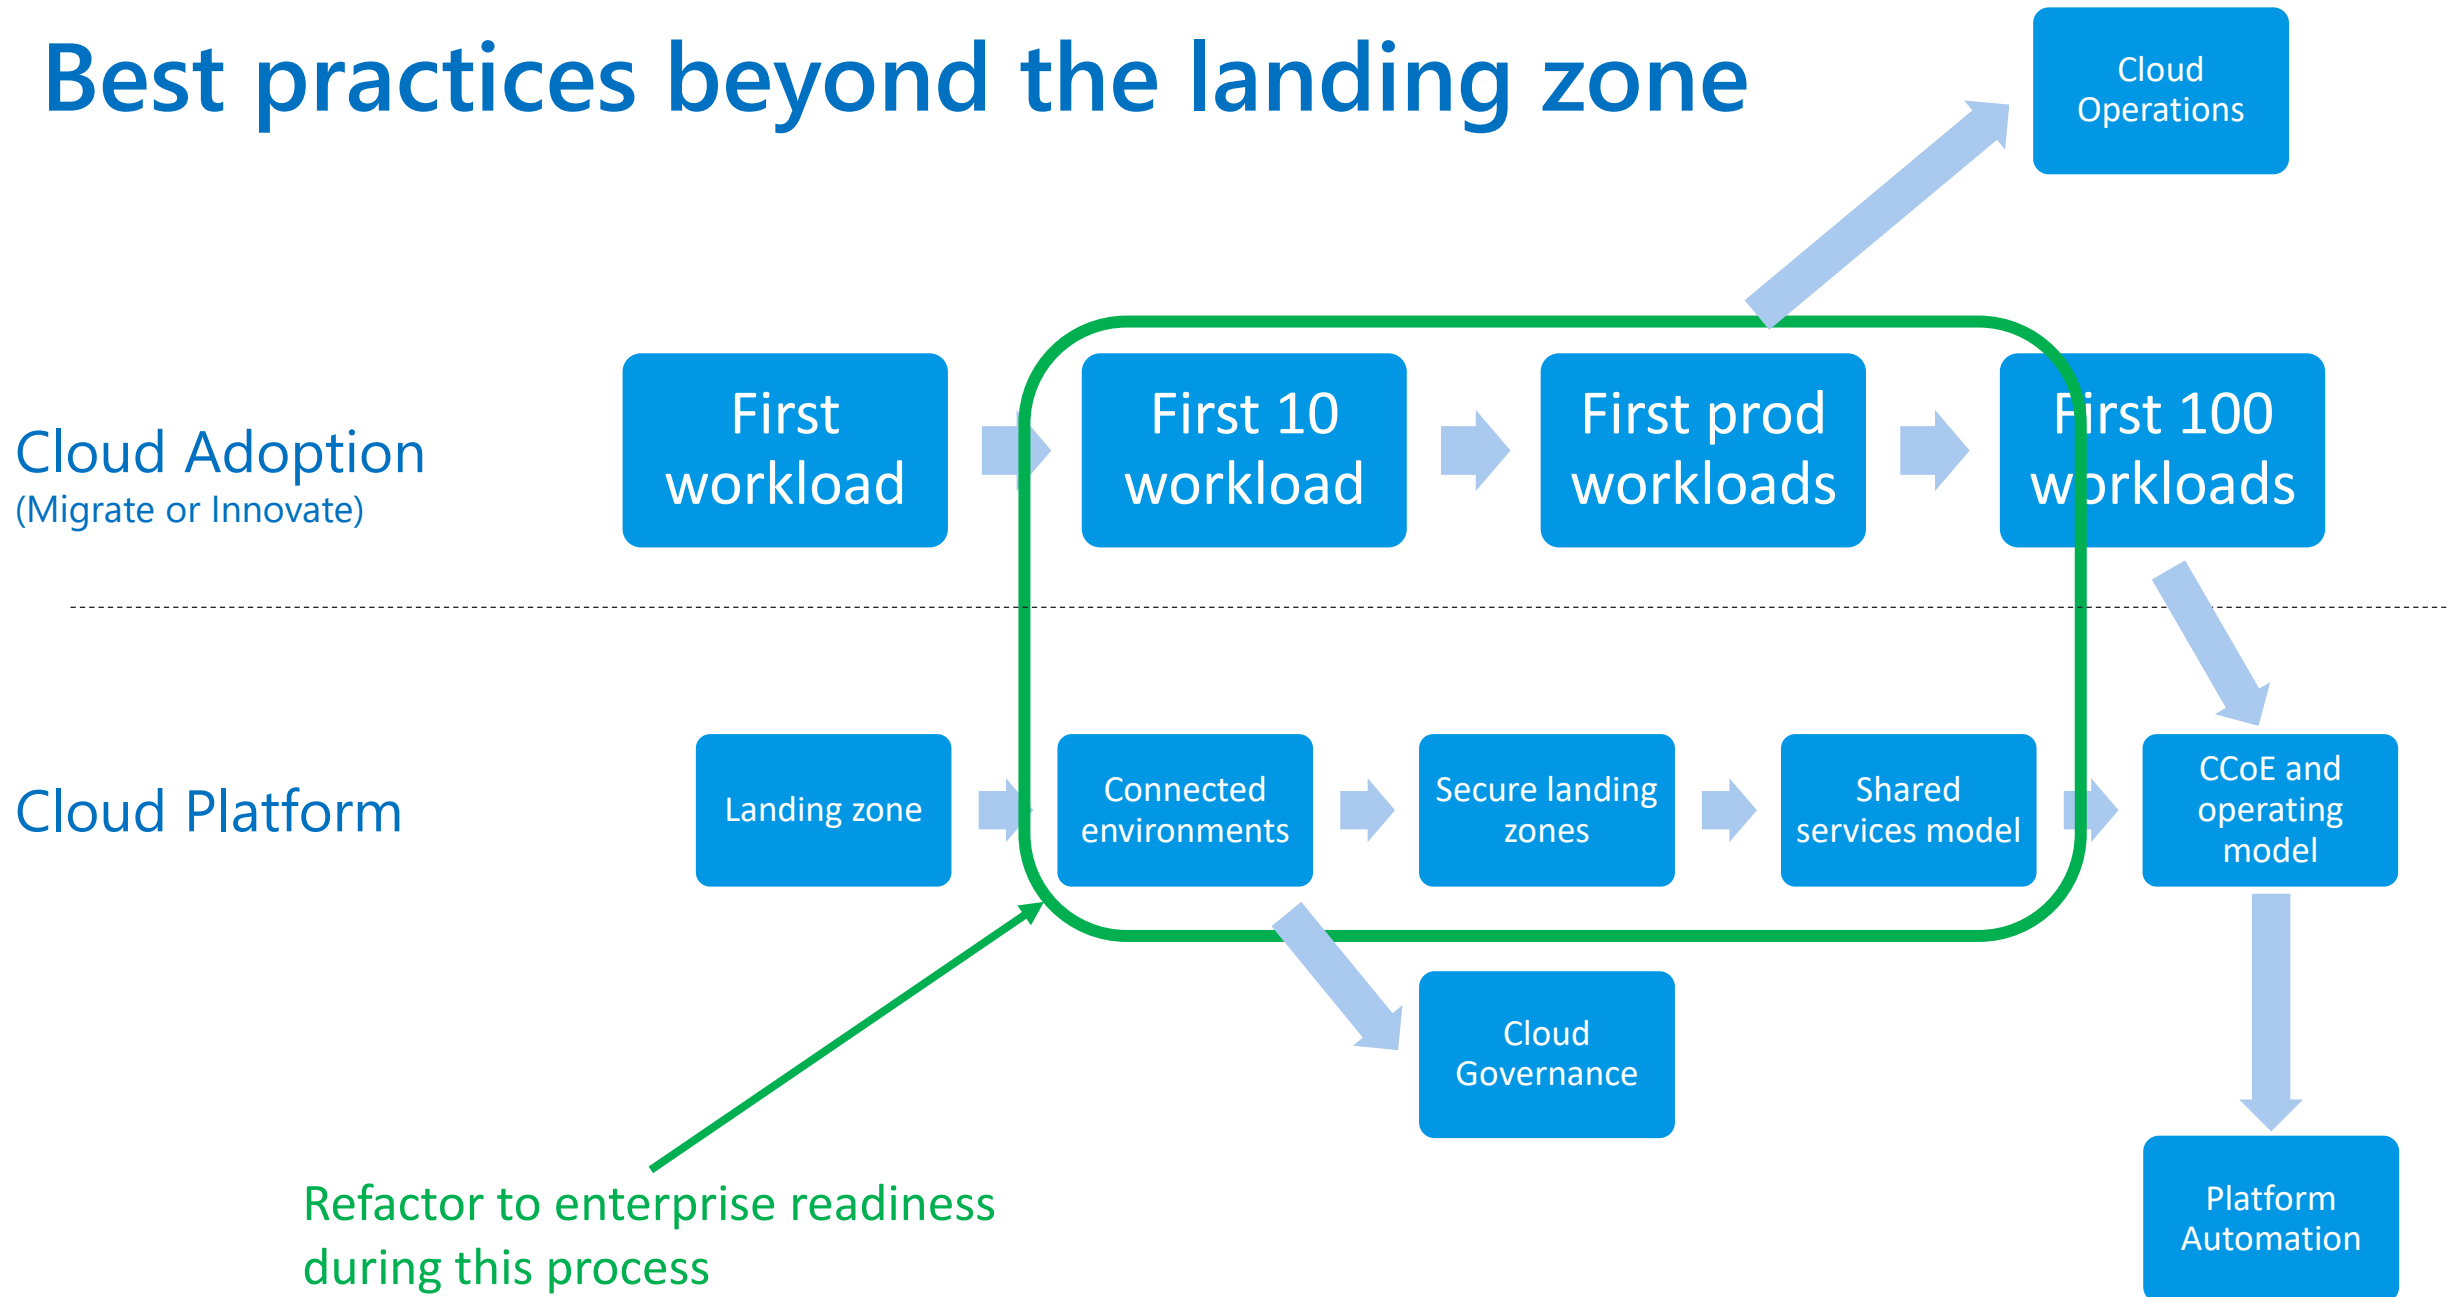 Best practices beyond the landing zone
Cloud
Operations
Cloud Adoption
(Migrate or Innovate)
First
workload
First 10
workload
First prod
workloads
First 100
workloads
Cloud Platform
Landing zone
Connected
environments
Secure landing
zones
Shared
services model
CCoE and
operating
model
Cloud
Governance
Refactor to enterprise readiness
during this process
Platform
Automation